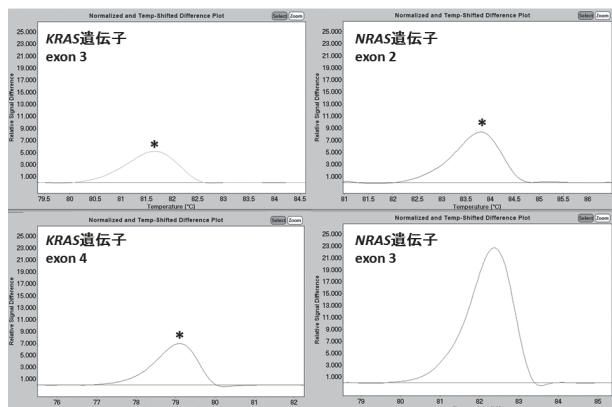 Normalized and Temp-Shifted Difference Plot
Select Zoom
KRAS遺伝子
exon 3
Relative Signal Difference
25.000
23.000
21.000
19.000
17.000
15.000
13.000
11.000
9.000
7.000
5.000
3.000
1.000
*
79.5 80 80.5 81 81.5 82 82.5 83 83.5 84 84.5
Temperature (°C)
Normalized and Temp-Shifted Difference Plot
Select Zoom
NRAS遺伝子
exon 2
Relative Signal Difference
25.000
23.000
21.000
19.000
17.000
15.000
13.000
11.000
9.000
7.000
5.000
3.000
1.000
*
81 81.5 82 82.5 83 83.5 84 84.5 85 85.5 86
Temperature (°C)
Normalized and Temp-Shifted Difference Plot
Select Zoom
KRAS遺伝子
exon 4
Relative Signal Difference
25.000
23.000
21.000
19.000
17.000
15.000
13.000
11.000
9.000
7.000
5.000
3.000
1.000
*
76 77 78 79 80 81 82
Normalized and Temp-Shifted Difference Plot
Select Zoom
NRAS遺伝子
exon 3
Relative Signal Difference
25.000
23.000
21.000
19.000
17.000
15.000
13.000
11.000
9.000
7.000
5.000
3.000
1.000
79 80 81 82 83 84 85